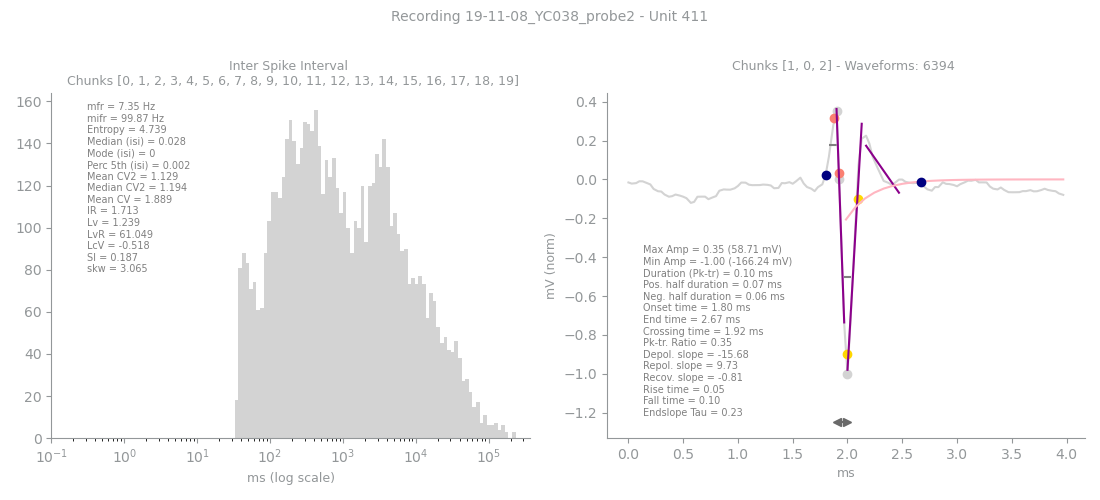 Recording 19-11-08_YC038_probe2 - Unit 411
Inter Spike Interval
Chunks [0, 1, 2, 3, 4, 5, 6, 7, 8, 9, 10, 11, 12, 13, 14, 15, 16, 17, 18, 19]
160
140
120
100
80
60
40
20
0
mfr = 7.35 Hz
mifr = 99.87 Hz
Entropy = 4.739
Median (isi) = 0.028
Mode (isi) = 0
Perc 5th (isi) = 0.002
Mean CV2 = 1.129
Median CV2 = 1.194
Mean CV = 1.889
IR = 1.713
Lv = 1.239
LvR = 61.049
LcV = -0.518
SI = 0.187
skw = 3.065
10⁻¹ 10⁰ 10¹ 10² 10³ 10⁴ 10⁵
ms (log scale)
Chunks [1, 0, 2] - Waveforms: 6394
mV (norm)
0.4
0.2
0.0
−0.2
−0.4
−0.6
−0.8
−1.0
−1.2
Max Amp = 0.35 (58.71 mV)
Min Amp = -1.00 (-166.24 mV)
Duration (Pk-tr) = 0.10 ms
Pos. half duration = 0.07 ms
Neg. half duration = 0.06 ms
Onset time = 1.80 ms
End time = 2.67 ms
Crossing time = 1.92 ms
Pk-tr. Ratio = 0.35
Depol. slope = -15.68
Repol. slope = 9.73
Recov. slope = -0.81
Rise time = 0.05
Fall time = 0.10
Endslope Tau = 0.23
0.0 0.5 1.0 1.5 2.0 2.5 3.0 3.5 4.0
ms